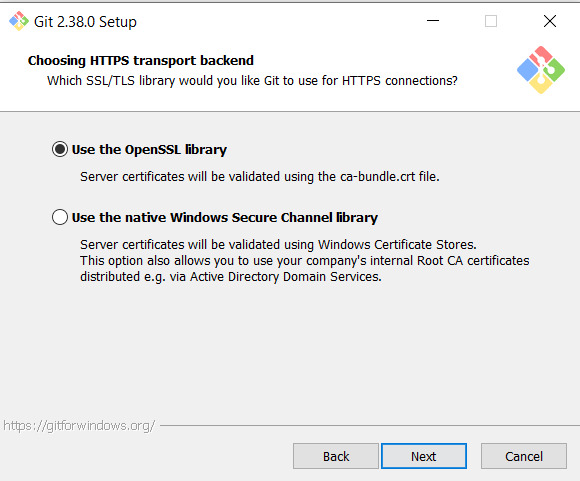 Git 2.38.0 Setup
Choosing HTTPS transport backend
Which SSL/TLS library would you like Git to use for HTTPS connections?
Use the OpenSSL library
Server certificates will be validated using the ca-bundle.crt file.
Use the native Windows Secure Channel library
Server certificates will be validated using Windows Certificate Stores.
This option also allows you to use your company's internal Root CA certificates
distributed e.g. via Active Directory Domain Services.
https://gitforwindows.org/
Back Next Cancel